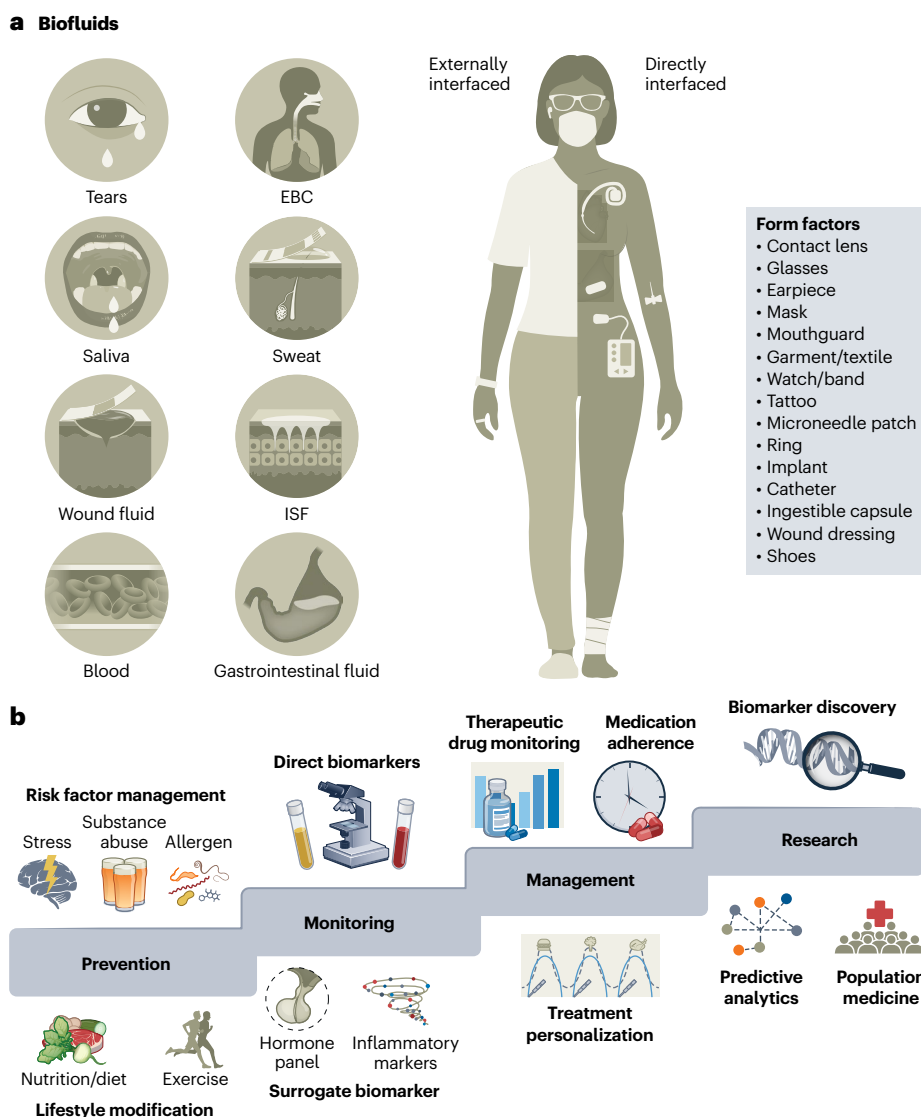 a Biofluids
Tears
EBC
Saliva
Sweat
Wound fluid
ISF
Blood
Gastrointestinal fluid
Externally
interfaced
Directly
interfaced
Form factors
• Contact lens
• Glasses
• Earpiece
• Mask
• Mouthguard
• Garment/textile
• Watch/band
• Tattoo
• Microneedle patch
• Ring
• Implant
• Catheter
• Ingestible capsule
• Wound dressing
• Shoes
b
Risk factor management
Stress
Substance
abuse
Allergen
Prevention
Nutrition/diet
Exercise
Lifestyle modification
Direct biomarkers
Monitoring
Hormone
panel
Inflammatory
markers
Surrogate biomarker
Therapeutic
drug monitoring
Medication
adherence
Management
Treatment
personalization
Biomarker discovery
Research
Predictive
analytics
Population
medicine